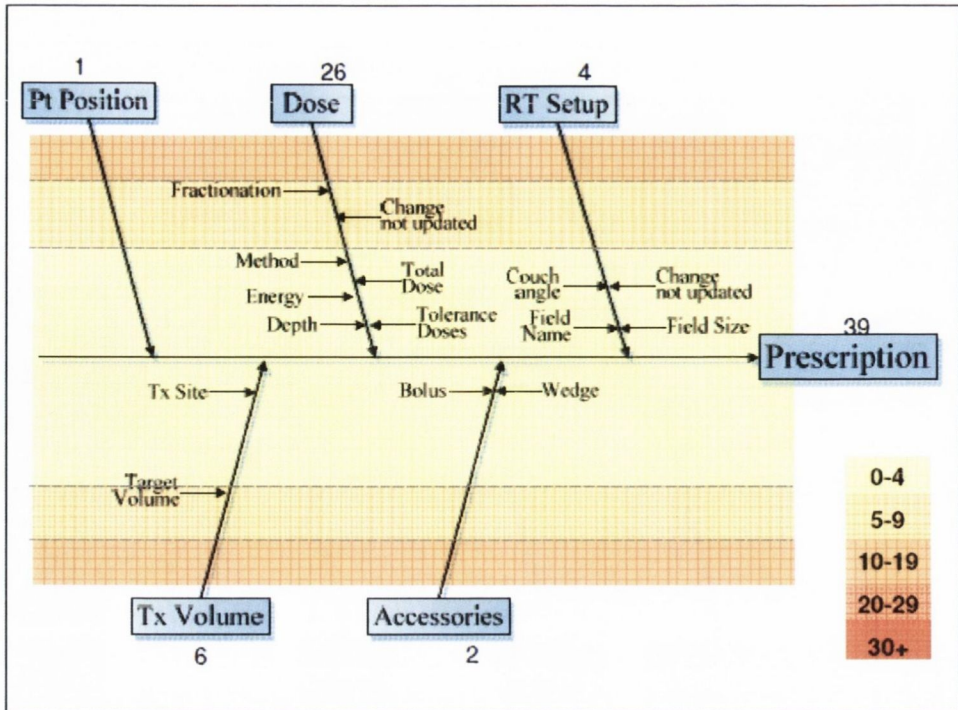 1
26
4
Pt Position
Dose
RT Setup
Fractionation
Change
not updated
Method
Total
Dose
Energy
Depth
Tolerance
Doses
Couch
angle
Change
not updated
Field
Name
Field Size
39
Prescription
Tx Site
Bolus
Wedge
Target
Volume
0-4
5-9
10-19
20-29
30+
Tx Volume
Accessories
6
2